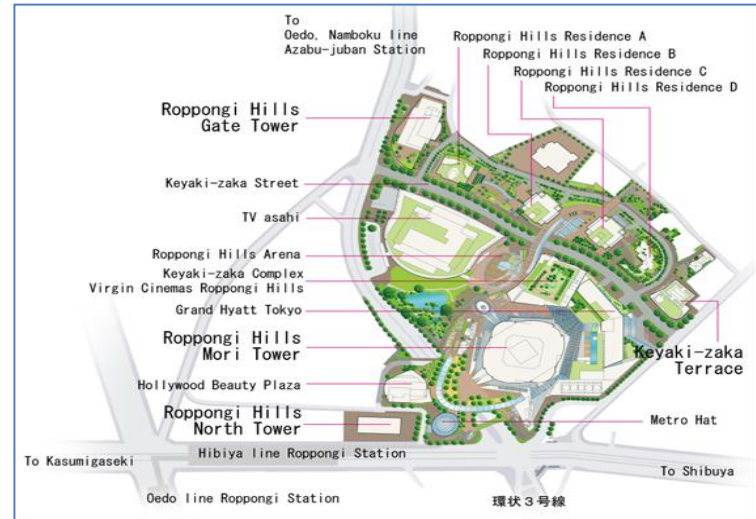 To
Oedo, Namboku line
Azabu-juban Station
Roppongi Hills Residence A
Roppongi Hills Residence B
Roppongi Hills Residence C
Roppongi Hills Residence D
Roppongi Hills
Gate Tower
Keyaki-zaka Street
TV asahi
Roppongi Hills Arena
Keyaki-zaka Complex
Virgin Cinemas Roppongi Hills
Grand Hyatt Tokyo
Roppongi Hills
Mori Tower
Keyaki-zaka
Terrace
Hollywood Beauty Plaza
Roppongi Hills
North Tower
Metro Hat
To Kasumigaseki
Hibiya line Roppongi Station
To Shibuya
Oedo line Roppongi Station
環状3号線